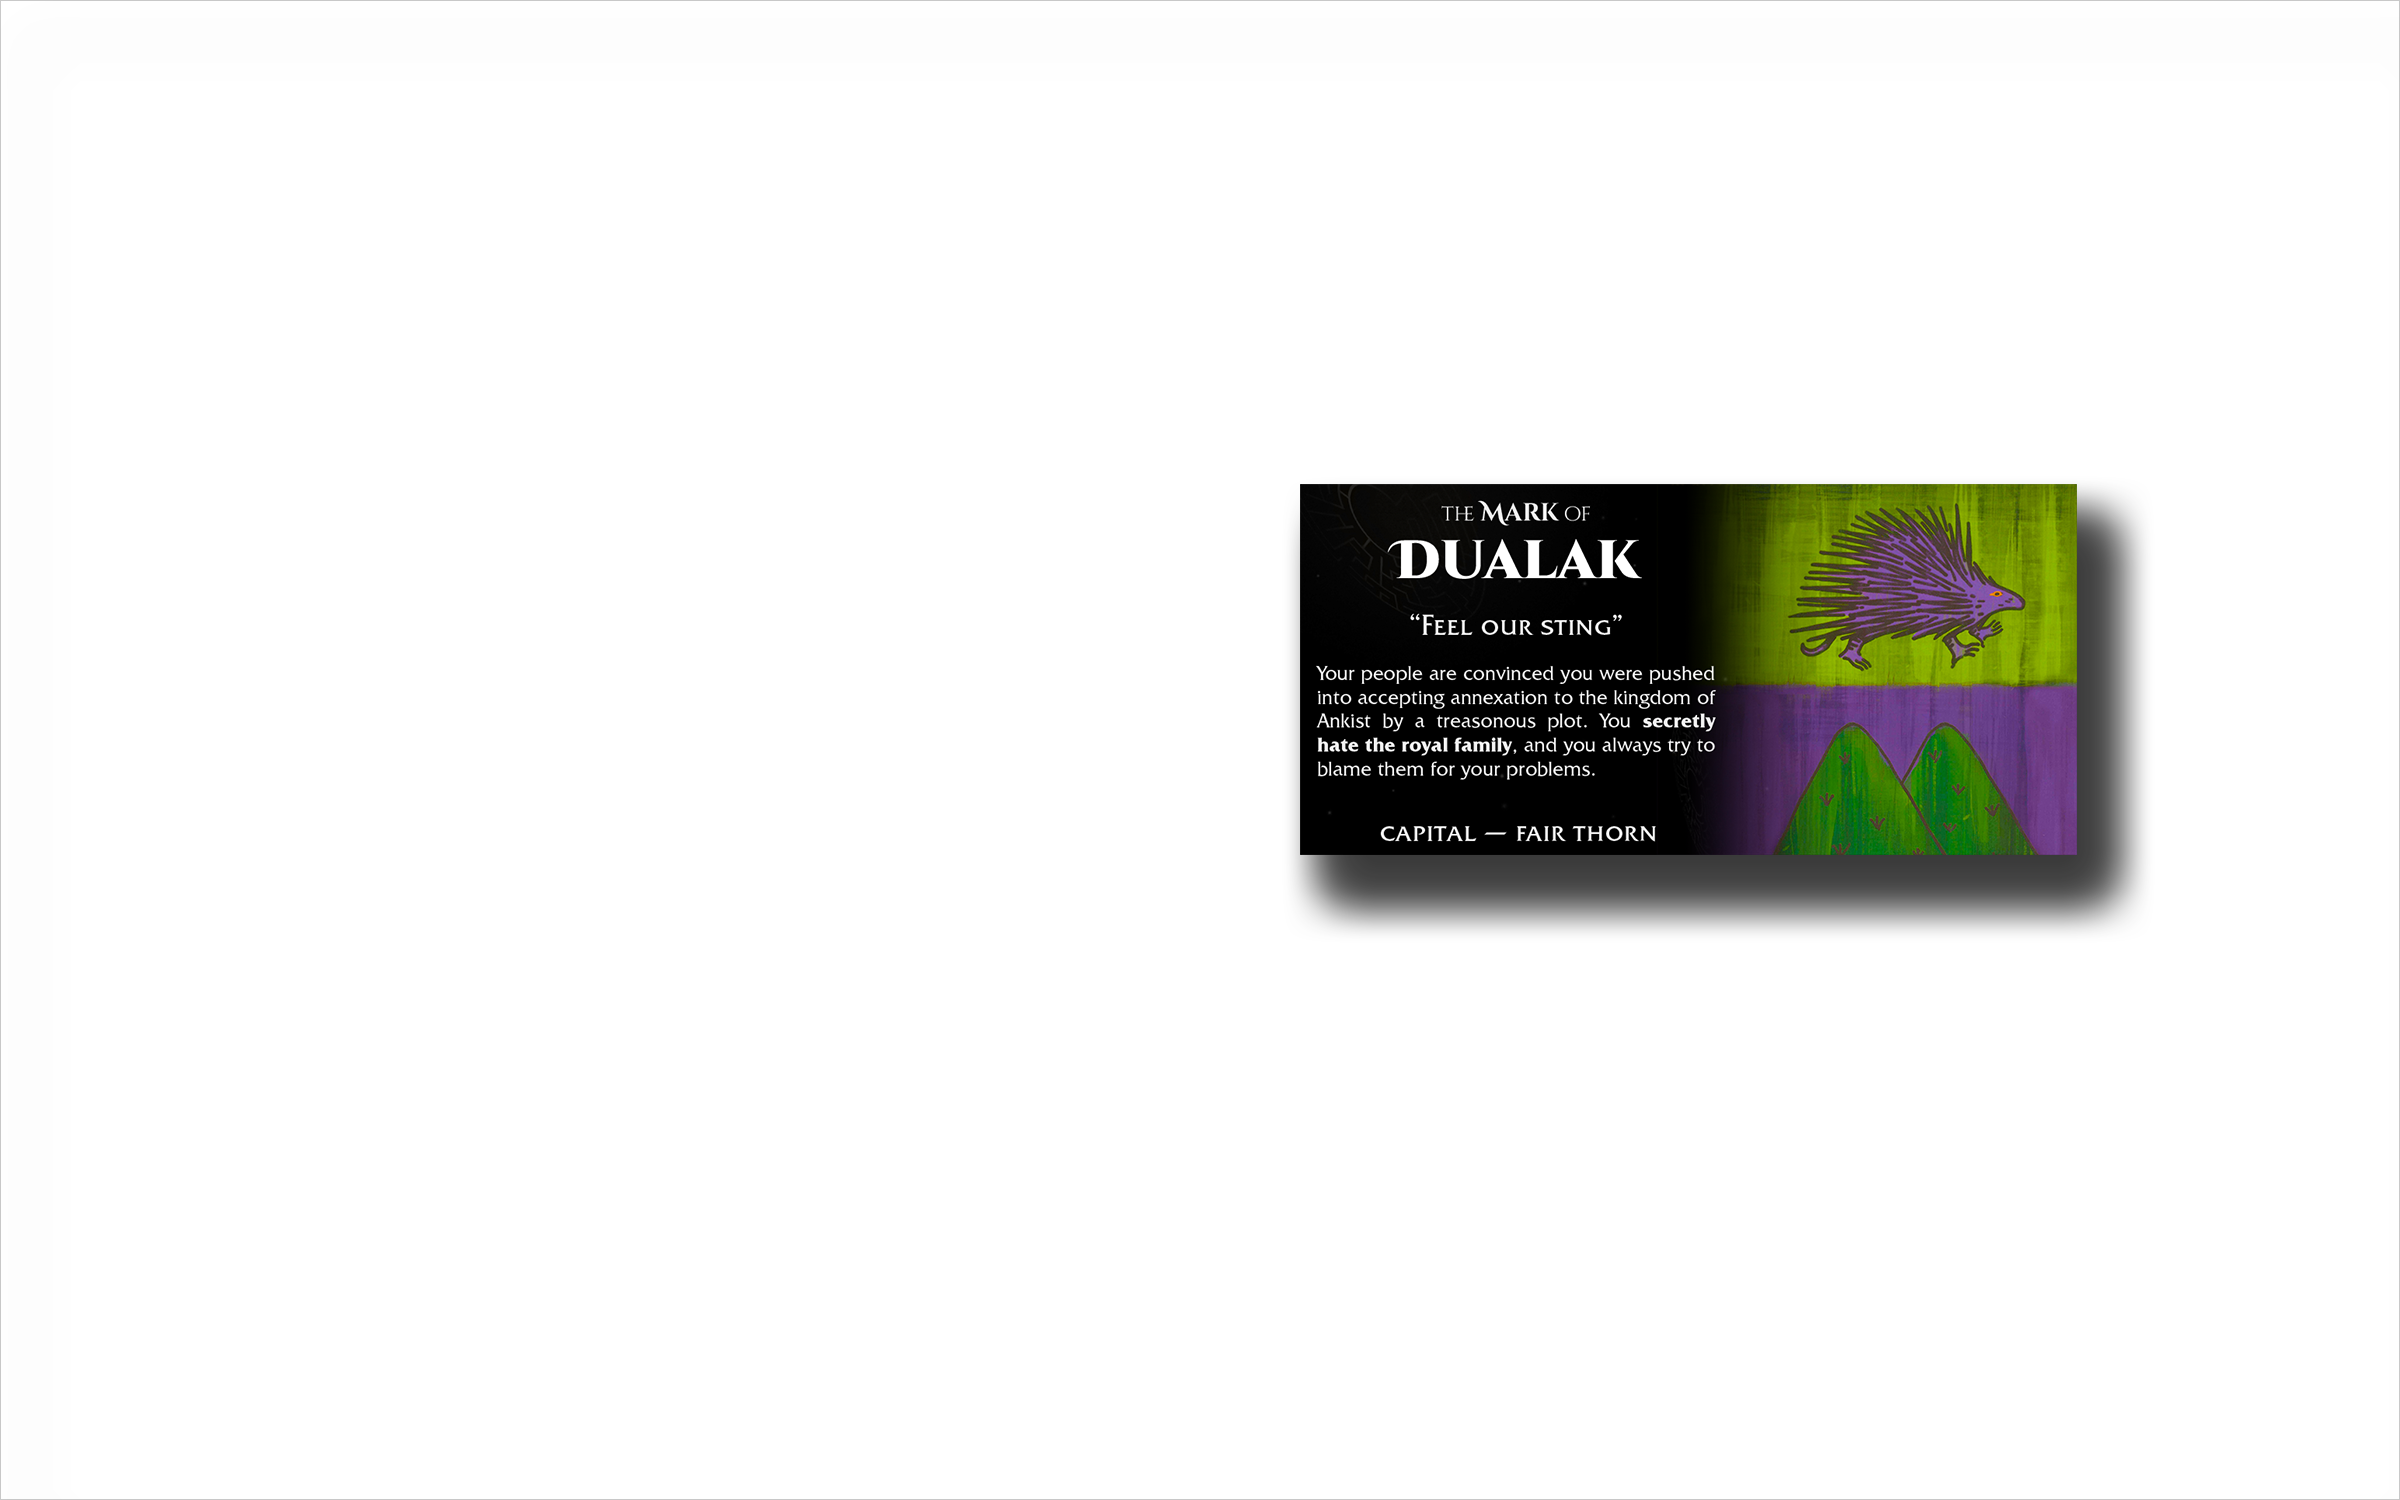 THE MARK OF
DUALAK
“FEEL OUR STING”
Your people are convinced you were pushed
into accepting annexation to the kingdom of
Ankist by a treasonous plot. You secretly
hate the royal family, and you always try to
blame them for your problems.
CAPITAL — FAIR THORN